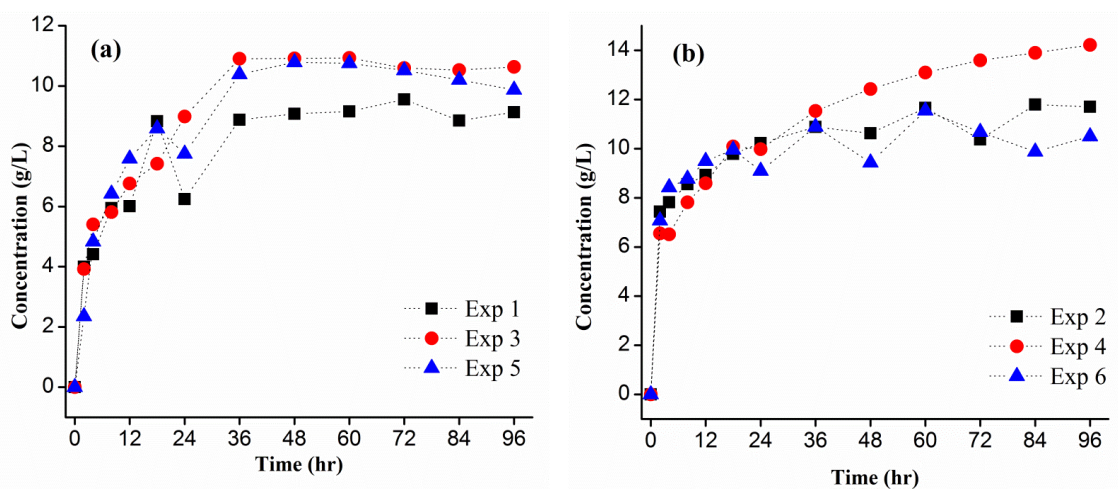 (a)
Concentration (g/L)
12
10
8
6
4
2
0
0 12 24 36 48 60 72 84 96
Time (hr)
Exp 1
Exp 3
Exp 5
(b)
Concentration (g/L)
14
12
10
8
6
4
2
0
0 12 24 36 48 60 72 84 96
Time (hr)
Exp 2
Exp 4
Exp 6